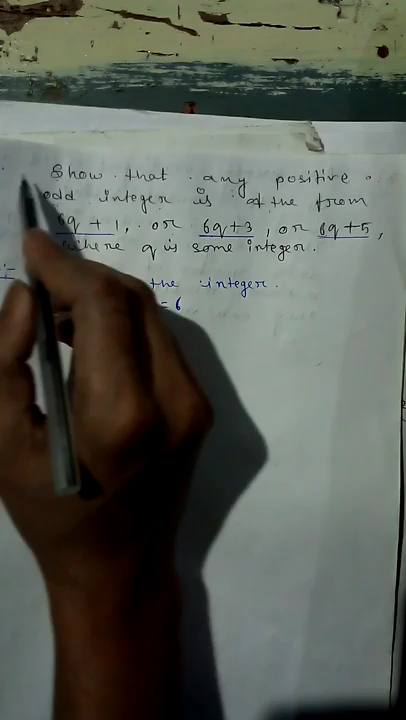 Show that any positive
odd integer is of the from
6q + 1, or 6q+3, or 6q+5,
where q is some integer.
the integer.
= 6